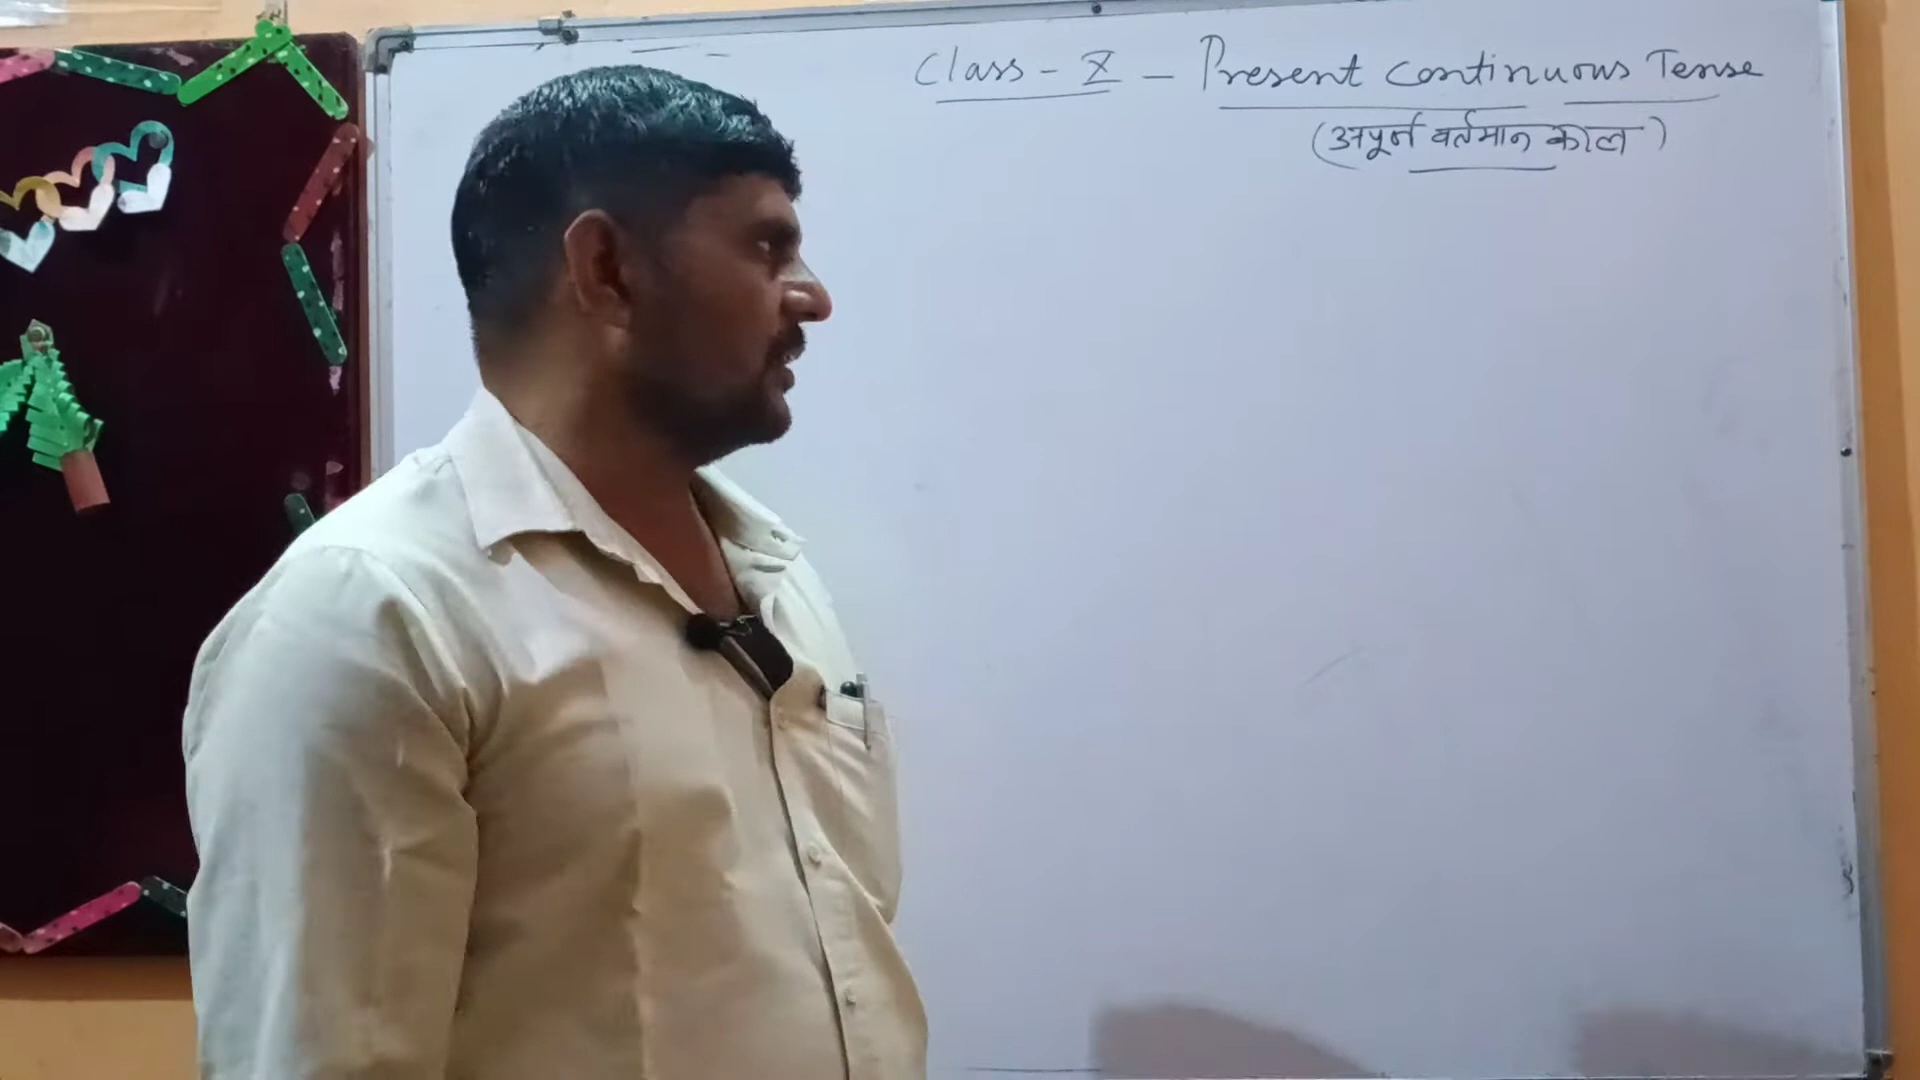 Class - X - Present Continuous Tense
(अपूर्ण वर्तमान काल)